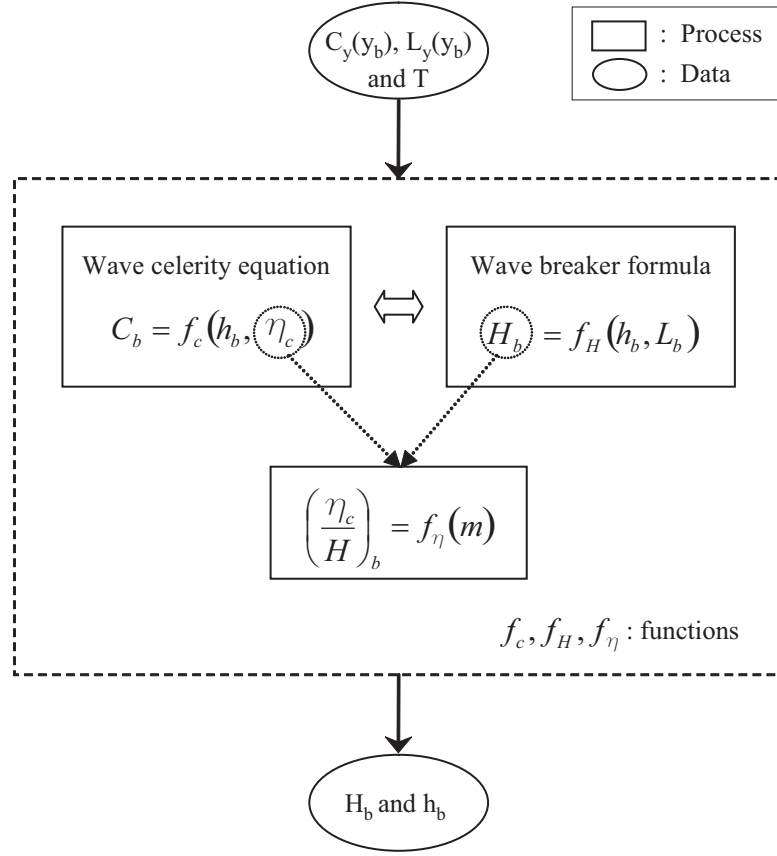 C_y(y_b), L_y(y_b)
and T
: Process
: Data
Wave celerity equation
C_b = f_c(h_b, η_c)
Wave breaker formula
H_b = f_H(h_b, L_b)
(η_c/H)_b = f_η(m)
f_c, f_H, f_η : functions
H_b and h_b